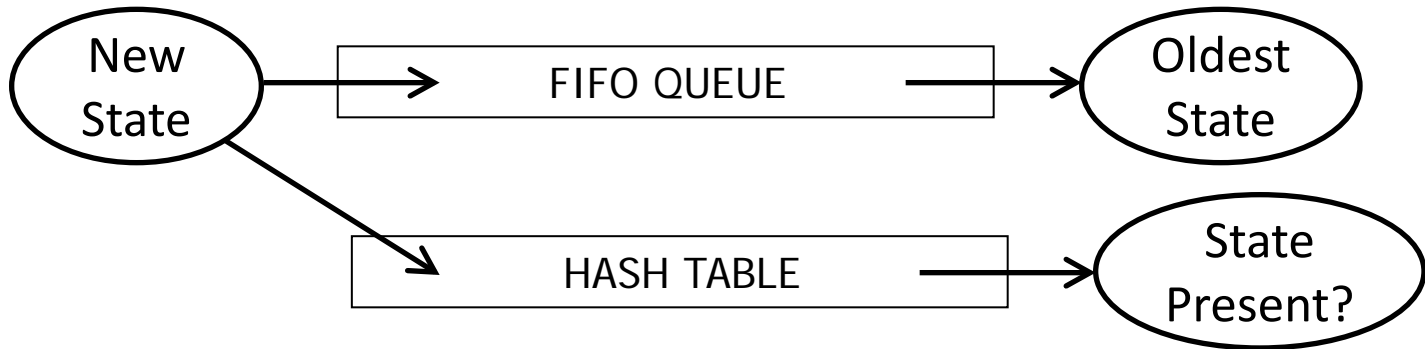 New
State
FIFO QUEUE
Oldest
State
HASH TABLE
State
Present?